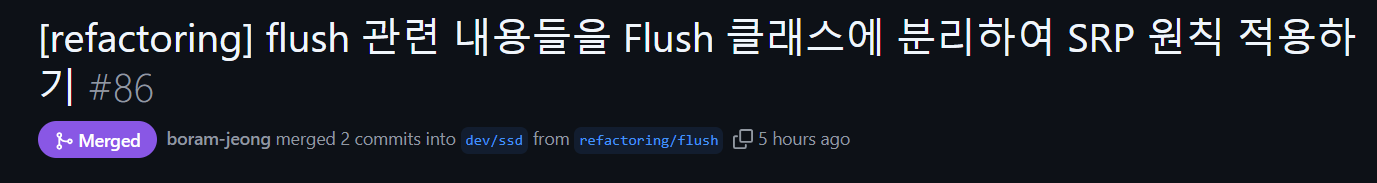 [refactoring] flush 관련 내용들을 Flush 클래스에 분리하여 SRP 원칙 적용하
기 #86
Merged boram-jeong merged 2 commits into dev/ssd from refactoring/flush 5 hours ago